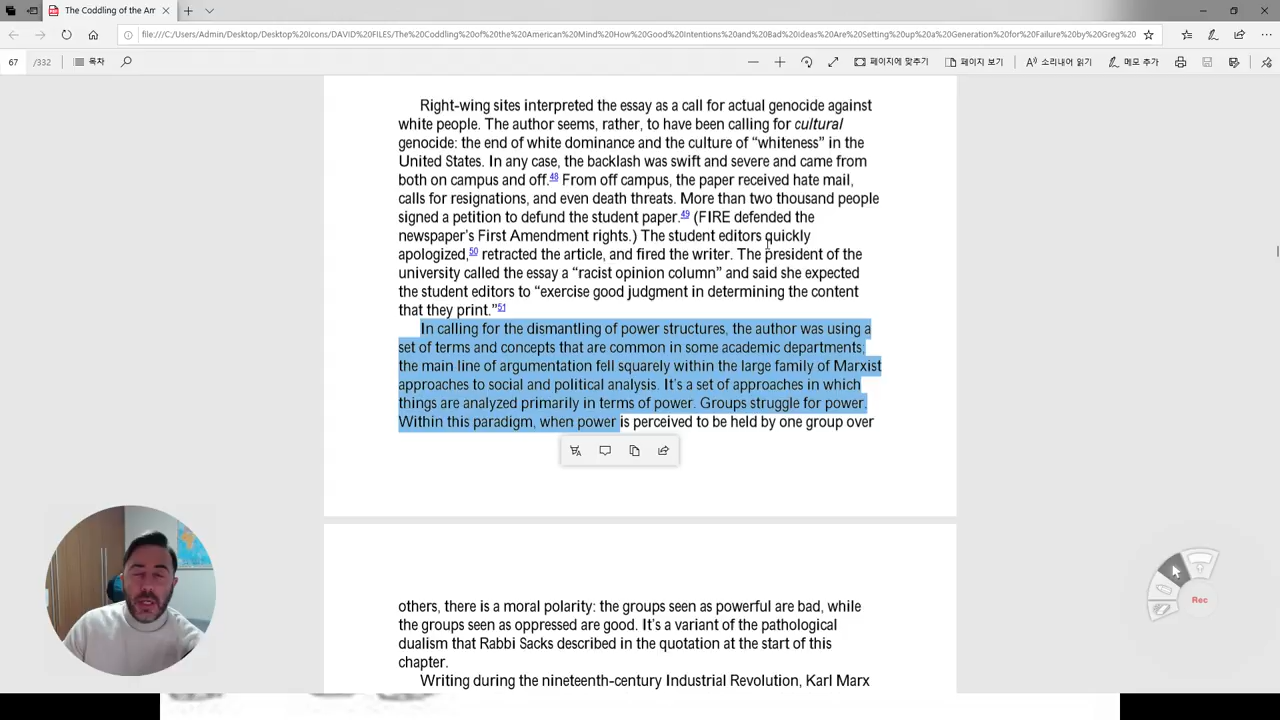 The Coddling of the Am
file:///C:/Users/Admin/Desktop/Desktop%20Icons/DAVID%20FILES/The%20Coddling%20of%20the%20American%20Mind%20How%20Good%20Intentions%20and%20Bad%20Ideas%20Are%20Setting%20up%20a%20Generation%20for%20Failure%20by%20Greg%20
67 /332 목차 페이지에 맞추기 페이지 보기 소리내어 읽기 메모 추가
Right-wing sites interpreted the essay as a call for actual genocide against
white people. The author seems, rather, to have been calling for cultural
genocide: the end of white dominance and the culture of “whiteness” in the
United States. In any case, the backlash was swift and severe and came from
both on campus and off.48 From off campus, the paper received hate mail,
calls for resignations, and even death threats. More than two thousand people
signed a petition to defund the student paper.49 (FIRE defended the
newspaper’s First Amendment rights.) The student editors quickly
apologized,50 retracted the article, and fired the writer. The president of the
university called the essay a “racist opinion column” and said she expected
the student editors to “exercise good judgment in determining the content
that they print.”51
In calling for the dismantling of power structures, the author was using a
set of terms and concepts that are common in some academic departments;
the main line of argumentation fell squarely within the large family of Marxist
approaches to social and political analysis. It’s a set of approaches in which
things are analyzed primarily in terms of power. Groups struggle for power.
Within this paradigm, when power is perceived to be held by one group over
others, there is a moral polarity: the groups seen as powerful are bad, while
the groups seen as oppressed are good. It’s a variant of the pathological
dualism that Rabbi Sacks described in the quotation at the start of this
chapter.
Writing during the nineteenth-century Industrial Revolution, Karl Marx
Rec